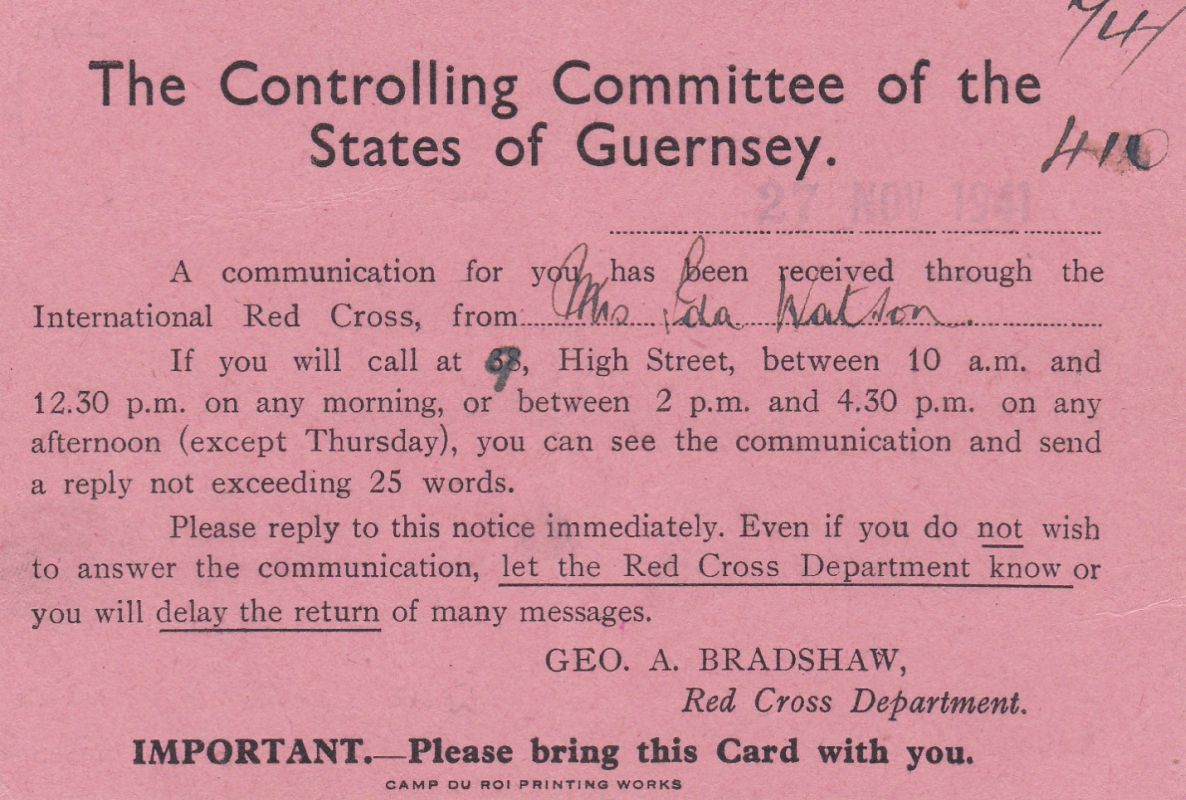 The Controlling Committee of the
States of Guernsey.
27 NOV 1941
A communication for you has been received through the
International Red Cross, from Mrs Ida Watson.
If you will call at , High Street, between 10 a.m. and
12.30 p.m. on any morning, or between 2 p.m. and 4.30 p.m. on any
afternoon (except Thursday), you can see the communication and send
a reply not exceeding 25 words.
Please reply to this notice immediately. Even if you do not wish
to answer the communication, let the Red Cross Department know or
you will delay the return of many messages.
GEO. A. BRADSHAW,
Red Cross Department.
IMPORTANT.—Please bring this Card with you.
CAMP DU ROI PRINTING WORKS